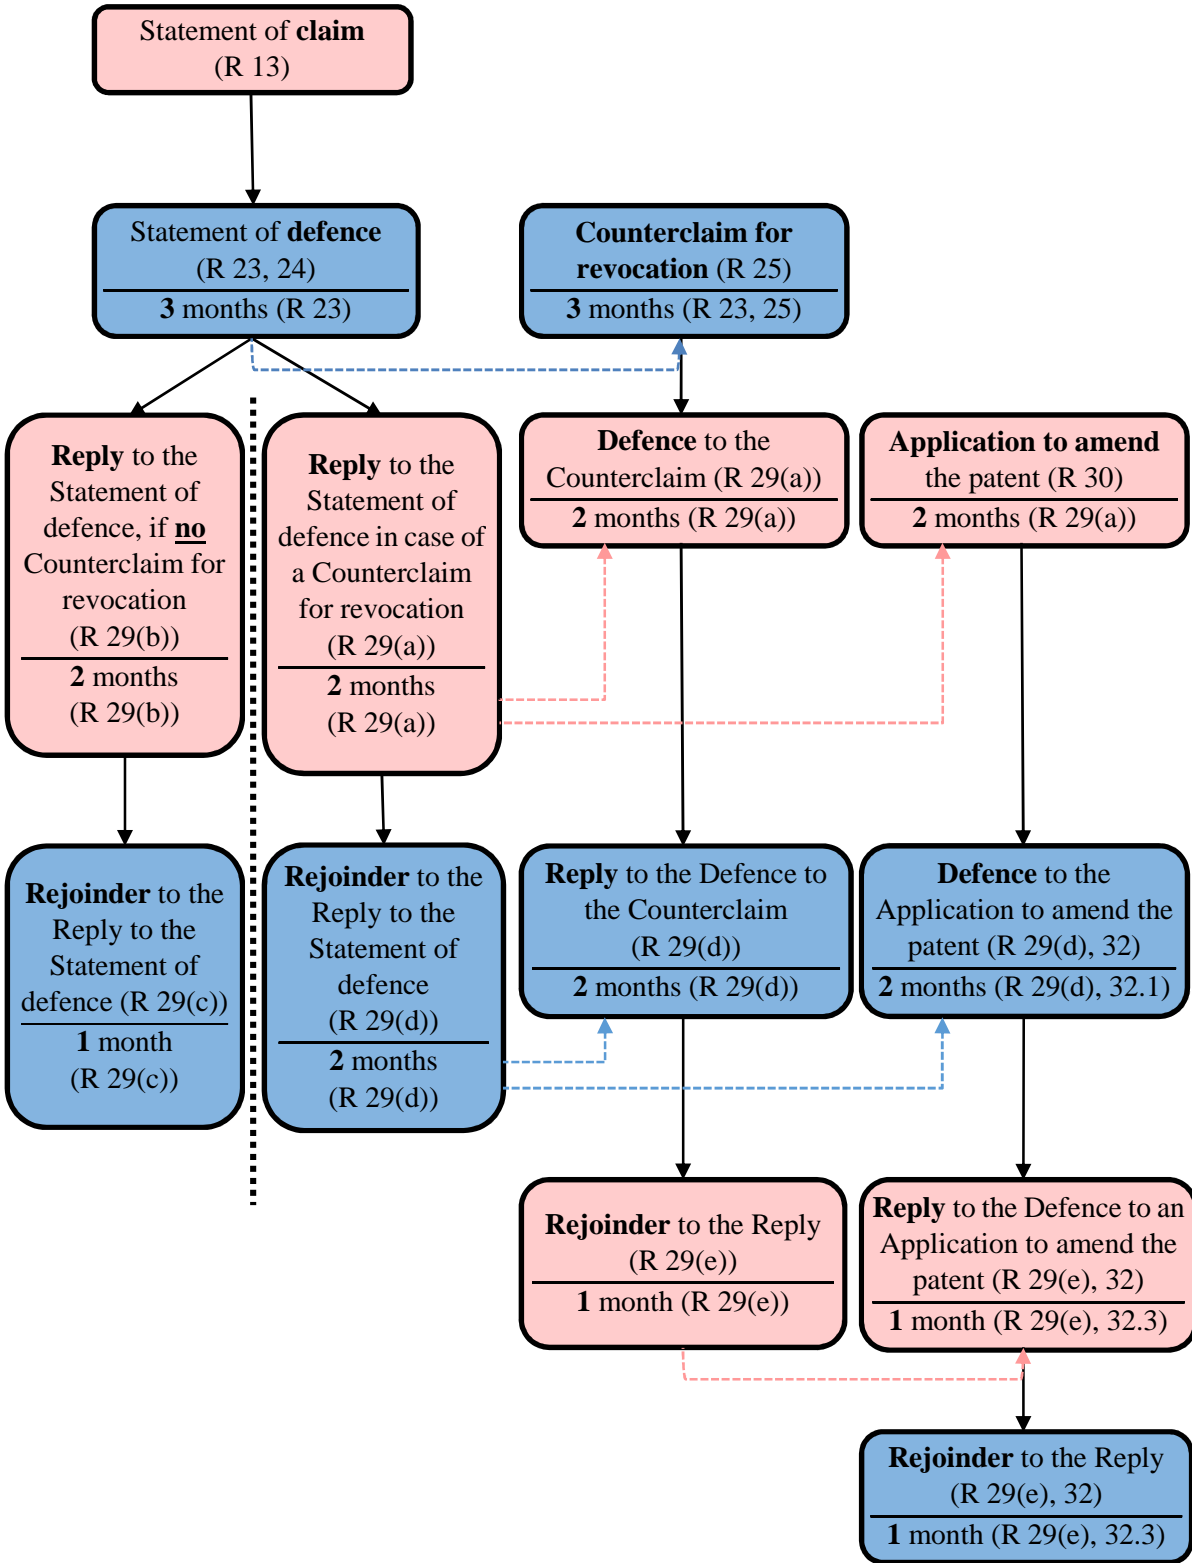 Statement of claim
(R 13)
Statement of defence
(R 23, 24)
3 months (R 23)
Counterclaim for
revocation (R 25)
3 months (R 23, 25)
Reply to the
Statement of
defence, if no
Counterclaim for
revocation
(R 29(b))
2 months
(R 29(b))
Reply to the
Statement of
defence in case of
a Counterclaim
for revocation
(R 29(a))
2 months
(R 29(a))
Defence to the
Counterclaim (R 29(a))
2 months (R 29(a))
Application to amend
the patent (R 30)
2 months (R 29(a))
Rejoinder to the
Reply to the
Statement of
defence (R 29(c))
1 month
(R 29(c))
Rejoinder to the
Reply to the
Statement of
defence
(R 29(d))
2 months
(R 29(d))
Reply to the Defence to
the Counterclaim
(R 29(d))
2 months (R 29(d))
Defence to the
Application to amend the
patent (R 29(d), 32)
2 months (R 29(d), 32.1)
Rejoinder to the Reply
(R 29(e))
1 month (R 29(e))
Reply to the Defence to an
Application to amend the
patent (R 29(e), 32)
1 month (R 29(e), 32.3)
Rejoinder to the Reply
(R 29(e), 32)
1 month (R 29(e), 32.3)